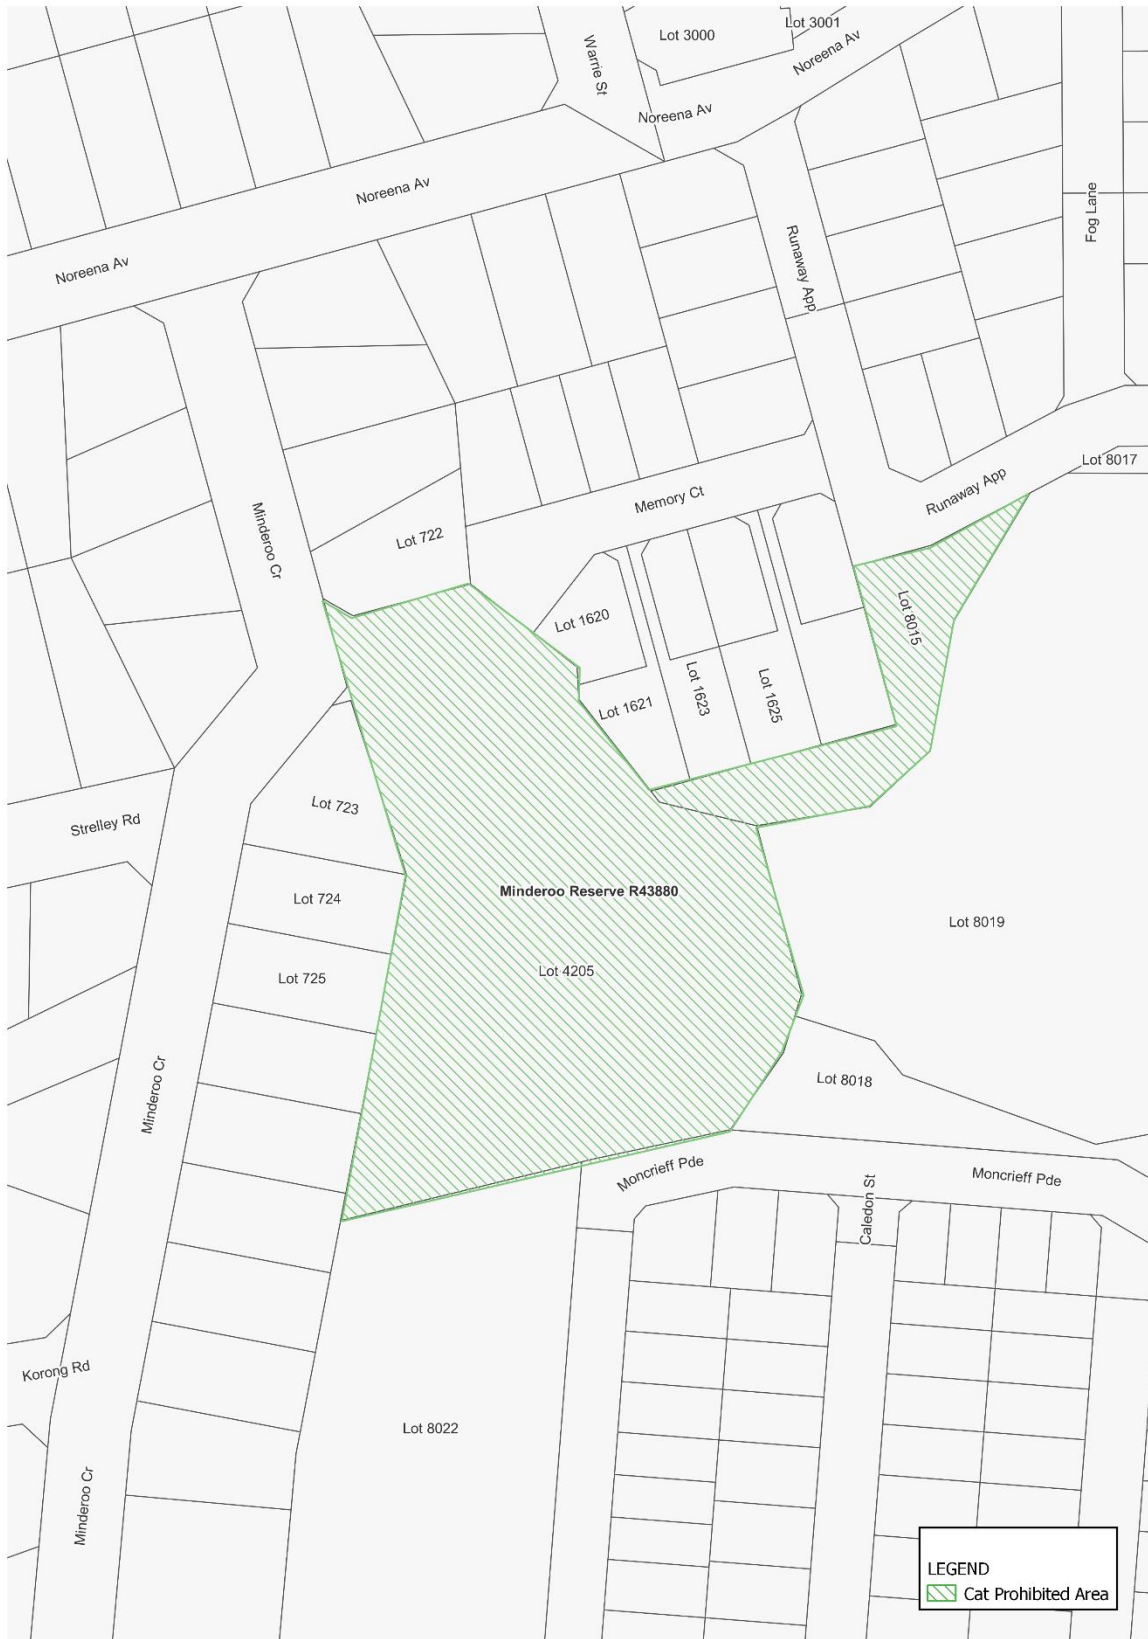 Lot 3001
Lot 3000
Warrie St
Noreena Av
Noreena Av
Noreena Av
Noreena Av
Fog Lane
Runaway App
Lot 8017
Runaway App
Memory Ct
Minderoo Cr
Lot 722
Lot 1620
Lot 8015
Lot 1621
Lot 1623
Lot 1625
Lot 723
Strelley Rd
Minderoo Reserve R43880
Lot 724
Lot 8019
Lot 4205
Lot 725
Lot 8018
Minderoo Cr
Moncrieff Pde
Moncrieff Pde
Caledon St
Korong Rd
Lot 8022
Minderoo Cr
LEGEND
Cat Prohibited Area